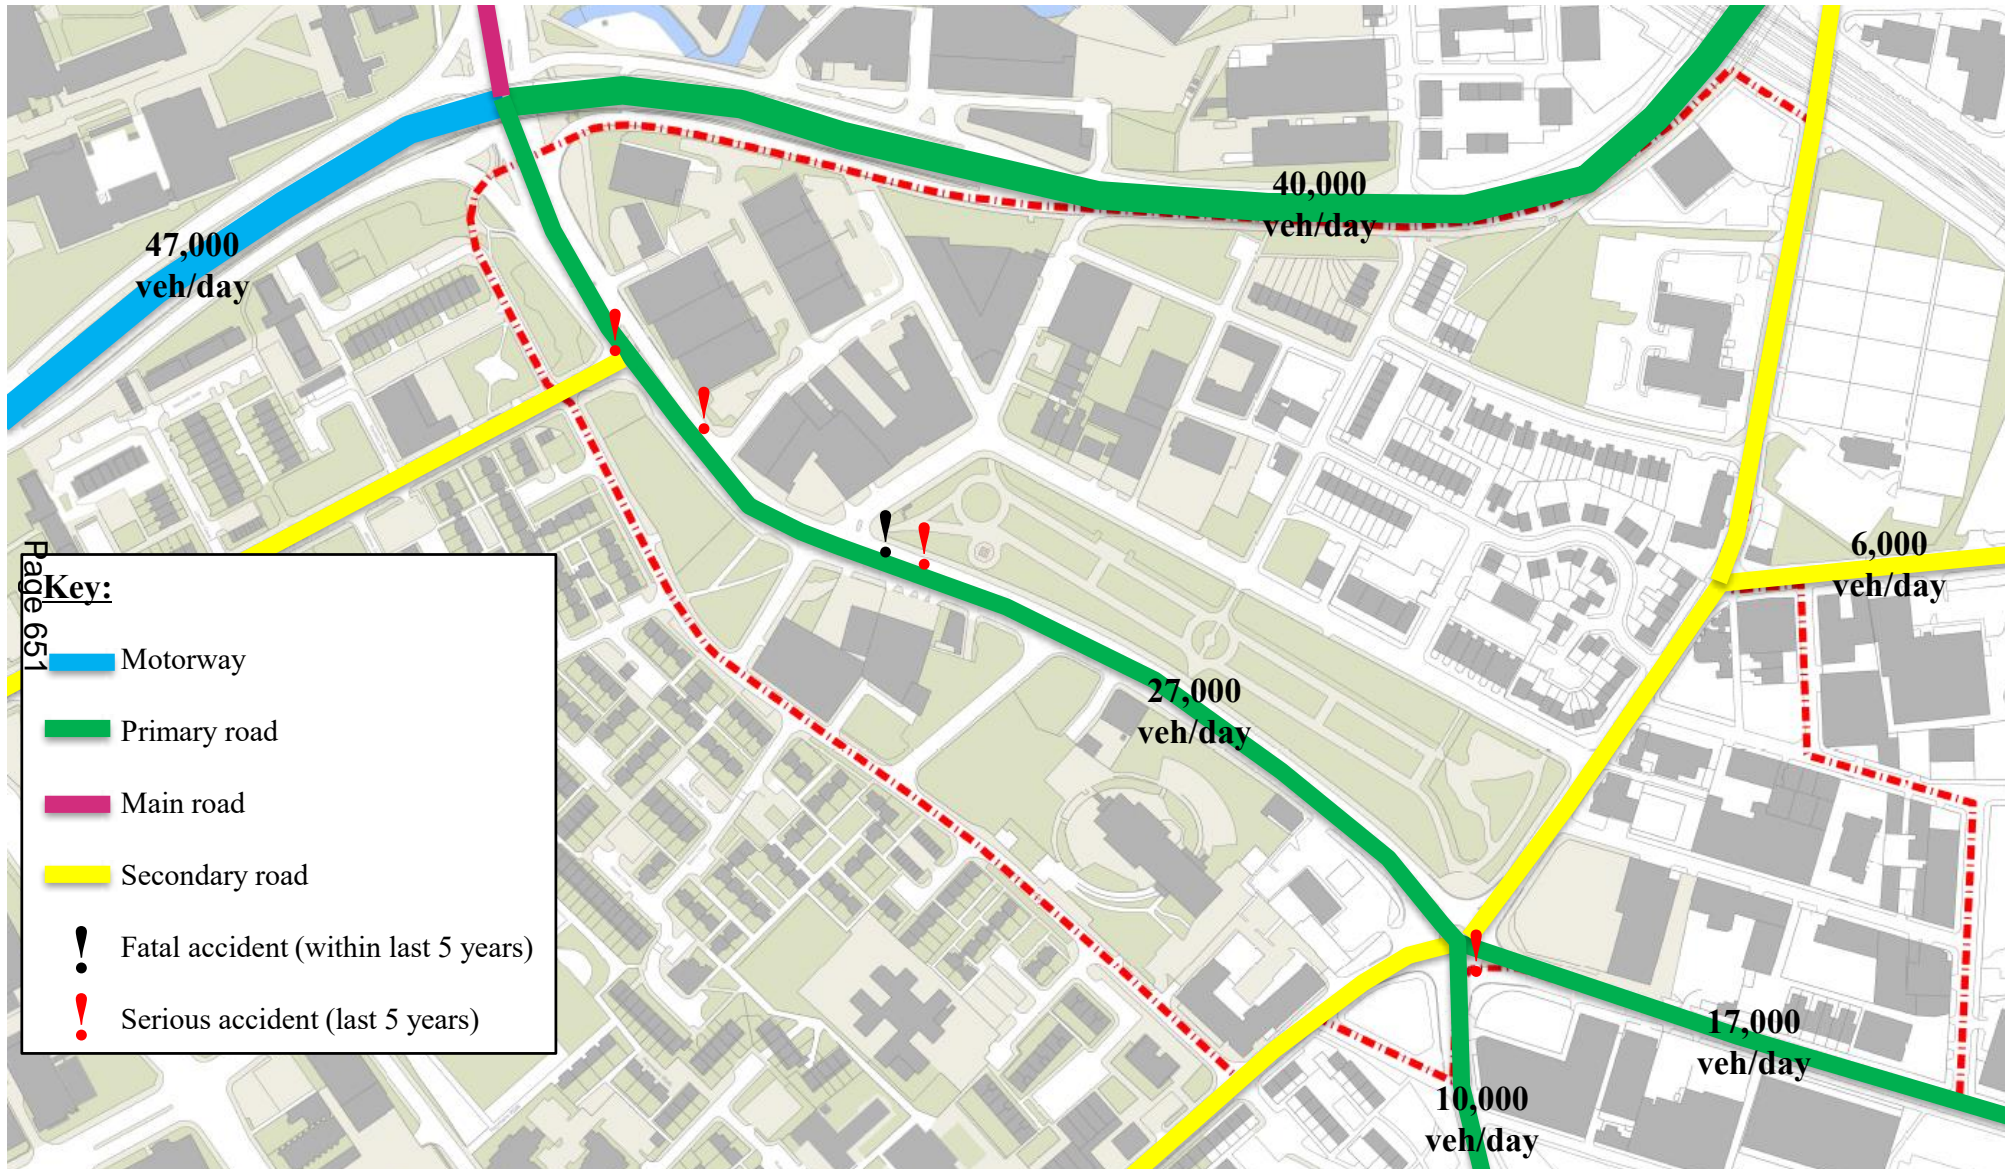 40,000
veh/day
47,000
veh/day
6,000
veh/day
27,000
veh/day
17,000
veh/day
10,000
veh/day
Page 651
Key:
Motorway
Primary road
Main road
Secondary road
Fatal accident (within last 5 years)
Serious accident (last 5 years)